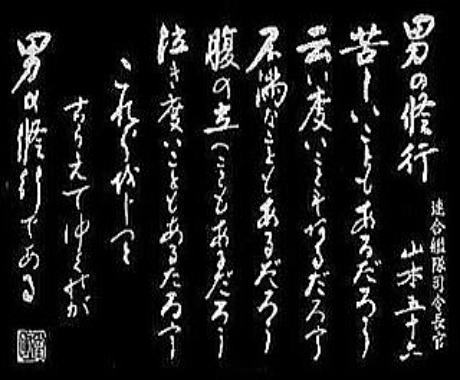 男の修行
連合艦隊司令長官
山本五十六
苦しいこともあるだろう
云い度いこともあるだろう
不満なこともあるだろう
腹の立つこともあるだろう
泣き度いこともあるだろう
これらをじっと
こらえてゆくのが
男の修行である